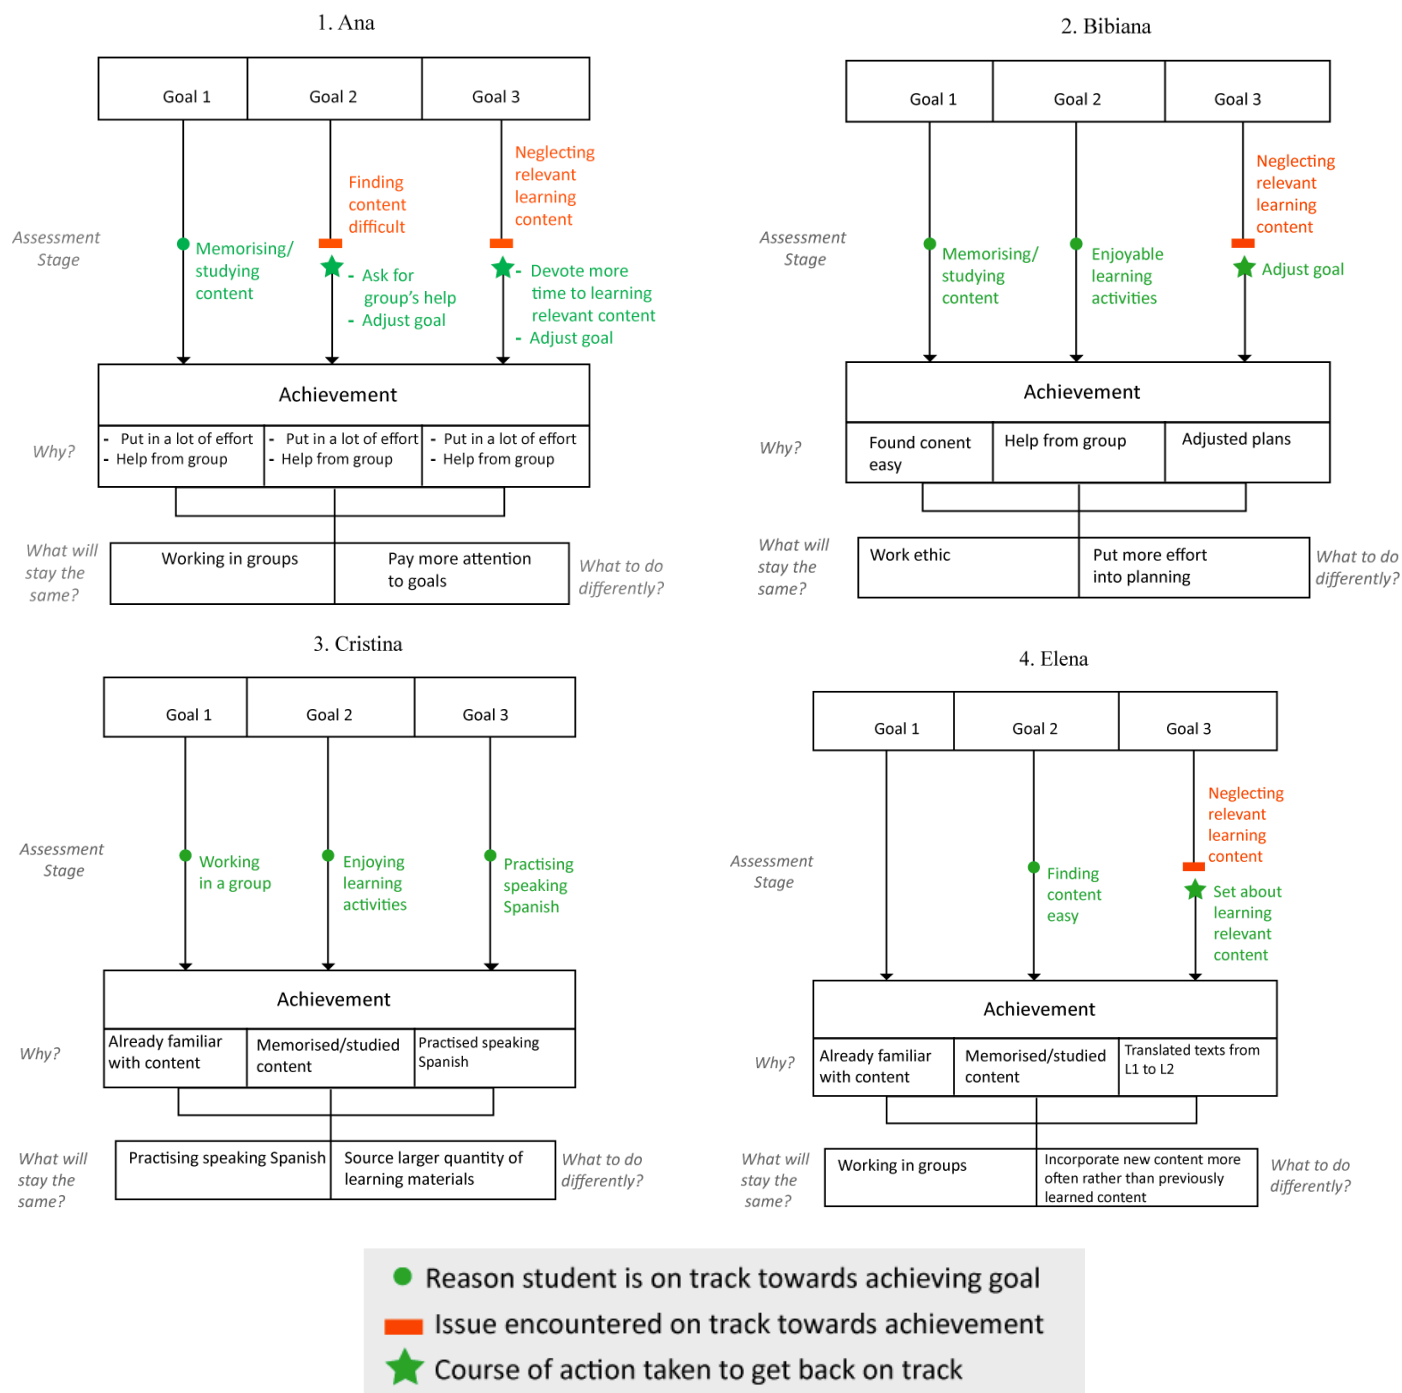 1. Ana
Goal 1
Goal 2
Goal 3
Assessment
Stage
Memorising/
studying
content
Finding
content
difficult
- Ask for
group's help
- Adjust goal
Neglecting
relevant
learning
content
- Devote more
time to learning
relevant content
- Adjust goal
Achievement
Why?
- Put in a lot of effort
- Help from group
- Put in a lot of effort
- Help from group
- Put in a lot of effort
- Help from group
What will
stay the
same?
Working in groups
Pay more attention
to goals
What to do
differently?
2. Bibiana
Goal 1
Goal 2
Goal 3
Assessment
Stage
Memorising/
studying
content
Enjoyable
learning
activities
Neglecting
relevant
learning
content
Adjust goal
Achievement
Why?
Found conent
easy
Help from group
Adjusted plans
What will
stay the
same?
Work ethic
Put more effort
into planning
What to do
differently?
3. Cristina
Goal 1
Goal 2
Goal 3
Assessment
Stage
Working
in a group
Enjoying
learning
activities
Practising
speaking
Spanish
Achievement
Why?
Already familiar
with content
Memorised/studied
content
Practised speaking
Spanish
What will
stay the
same?
Practising speaking Spanish
Source larger quantity of
learning materials
What to do
differently?
4. Elena
Goal 1
Goal 2
Goal 3
Assessment
Stage
Finding
content
easy
Neglecting
relevant
learning
content
Set about
learning
relevant
content
Achievement
Why?
Already familiar
with content
Memorised/studied
content
Translated texts from
L1 to L2
What will
stay the
same?
Working in groups
Incorporate new content more
often rather than previously
learned content
What to do
differently?
Reason student is on track towards achieving goal
Issue encountered on track towards achievement
Course of action taken to get back on track